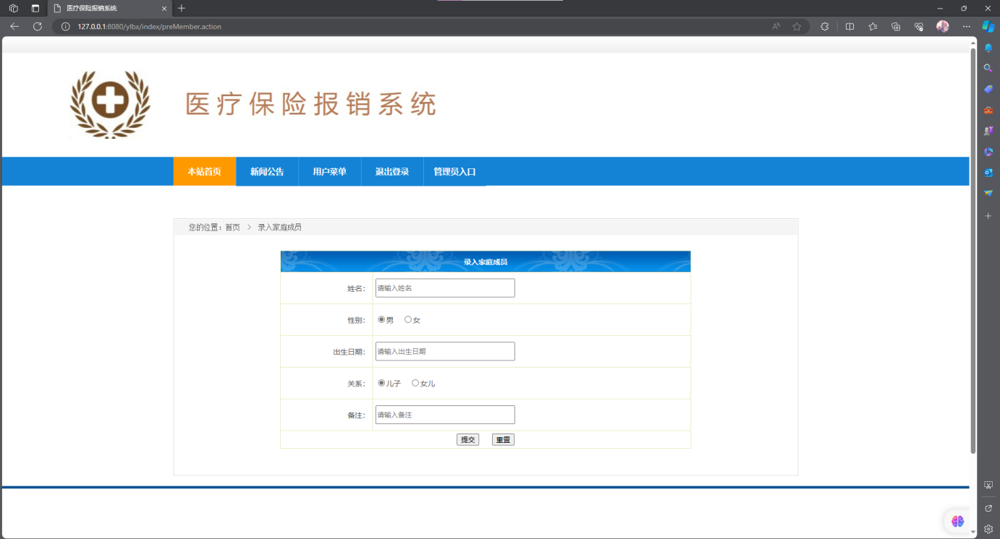 医疗保险报销系统
127.0.0.1:8080/ylbx/index/preMember.action
医疗保险报销系统
本站首页 新闻公告 用户菜单 退出登录 管理员入口
您的位置：首页 > 录入家庭成员
录入家庭成员
姓名： 请输入姓名
性别： 男 女
出生日期： 请输入出生日期
关系： 儿子 女儿
备注： 请输入备注
提交 重置